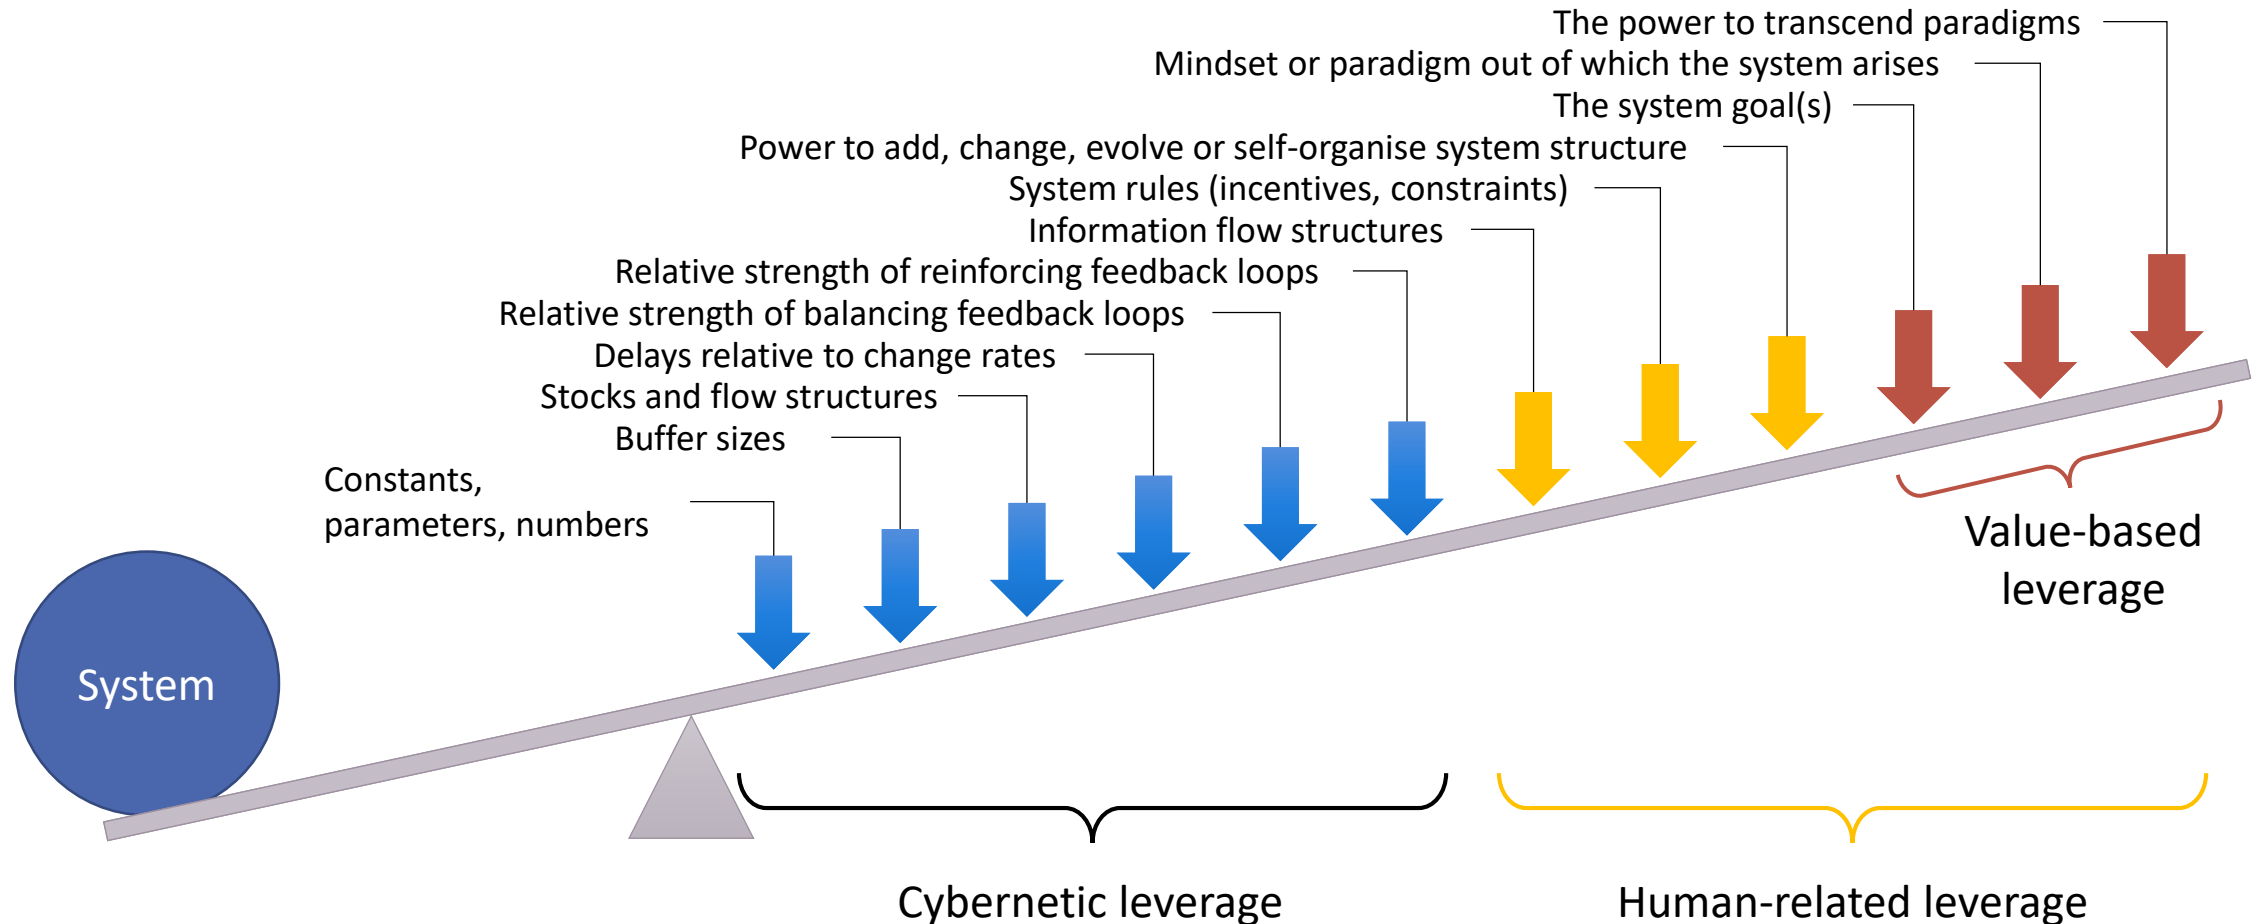 The power to transcend paradigms
Mindset or paradigm out of which the system arises
The system goal(s)
Power to add, change, evolve or self-organise system structure
System rules (incentives, constraints)
Information flow structures
Relative strength of reinforcing feedback loops
Relative strength of balancing feedback loops
Delays relative to change rates
Stocks and flow structures
Buffer sizes
Constants,
parameters, numbers
System
Value-based
leverage
Cybernetic leverage
Human-related leverage